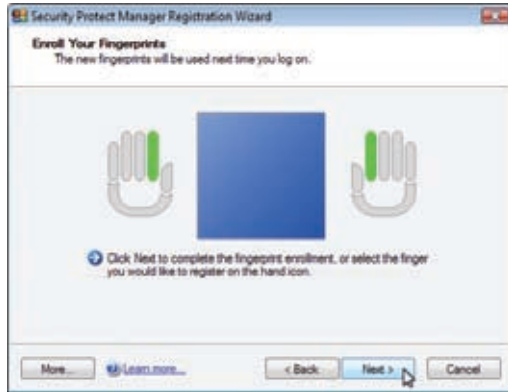 Security Protect Manager Registration Wizard
Enroll Your Fingerprints
The new fingerprints will be used next time you log on.
Click Next to complete the fingerprint enrollment, or select the finger
you would like to register on the hand icon.
More... Learn more... < Back Next > Cancel